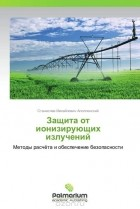 Защита от
ионизирующих
излучений
Методы расчёта и обеспечение безопасности
Palmarium